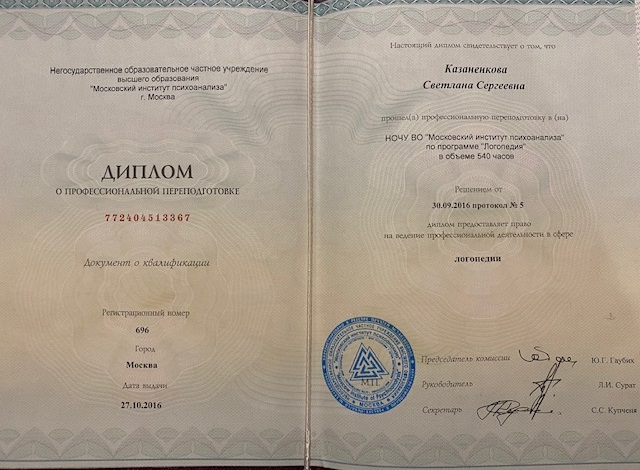 Негосударственное образовательное частное учреждение
высшего образования
"Московский институт психоанализа"
г. Москва
ДИПЛОМ
О ПРОФЕССИОНАЛЬНОЙ ПЕРЕПОДГОТОВКЕ
772404513367
Документ о квалификации
Регистрационный номер
696
Город
Москва
Дата выдачи
27.10.2016
Настоящий диплом свидетельствует о том, что
Казаненкова
Светлана Сергеевна
прошел(а) профессиональную переподготовку в (на)
НОЧУ ВО "Московский институт психоанализа"
по программе "Логопедия"
в объеме 540 часов
Решением от
30.09.2016 протокол № 5
диплом предоставляет право
на ведение профессиональной деятельности в сфере
логопедии
Председатель комиссии
Ю.Г. Гаубих
Руководитель
Л.И. Сурат
М.П.
Секретарь
С.С. Купченя
МОСКВА